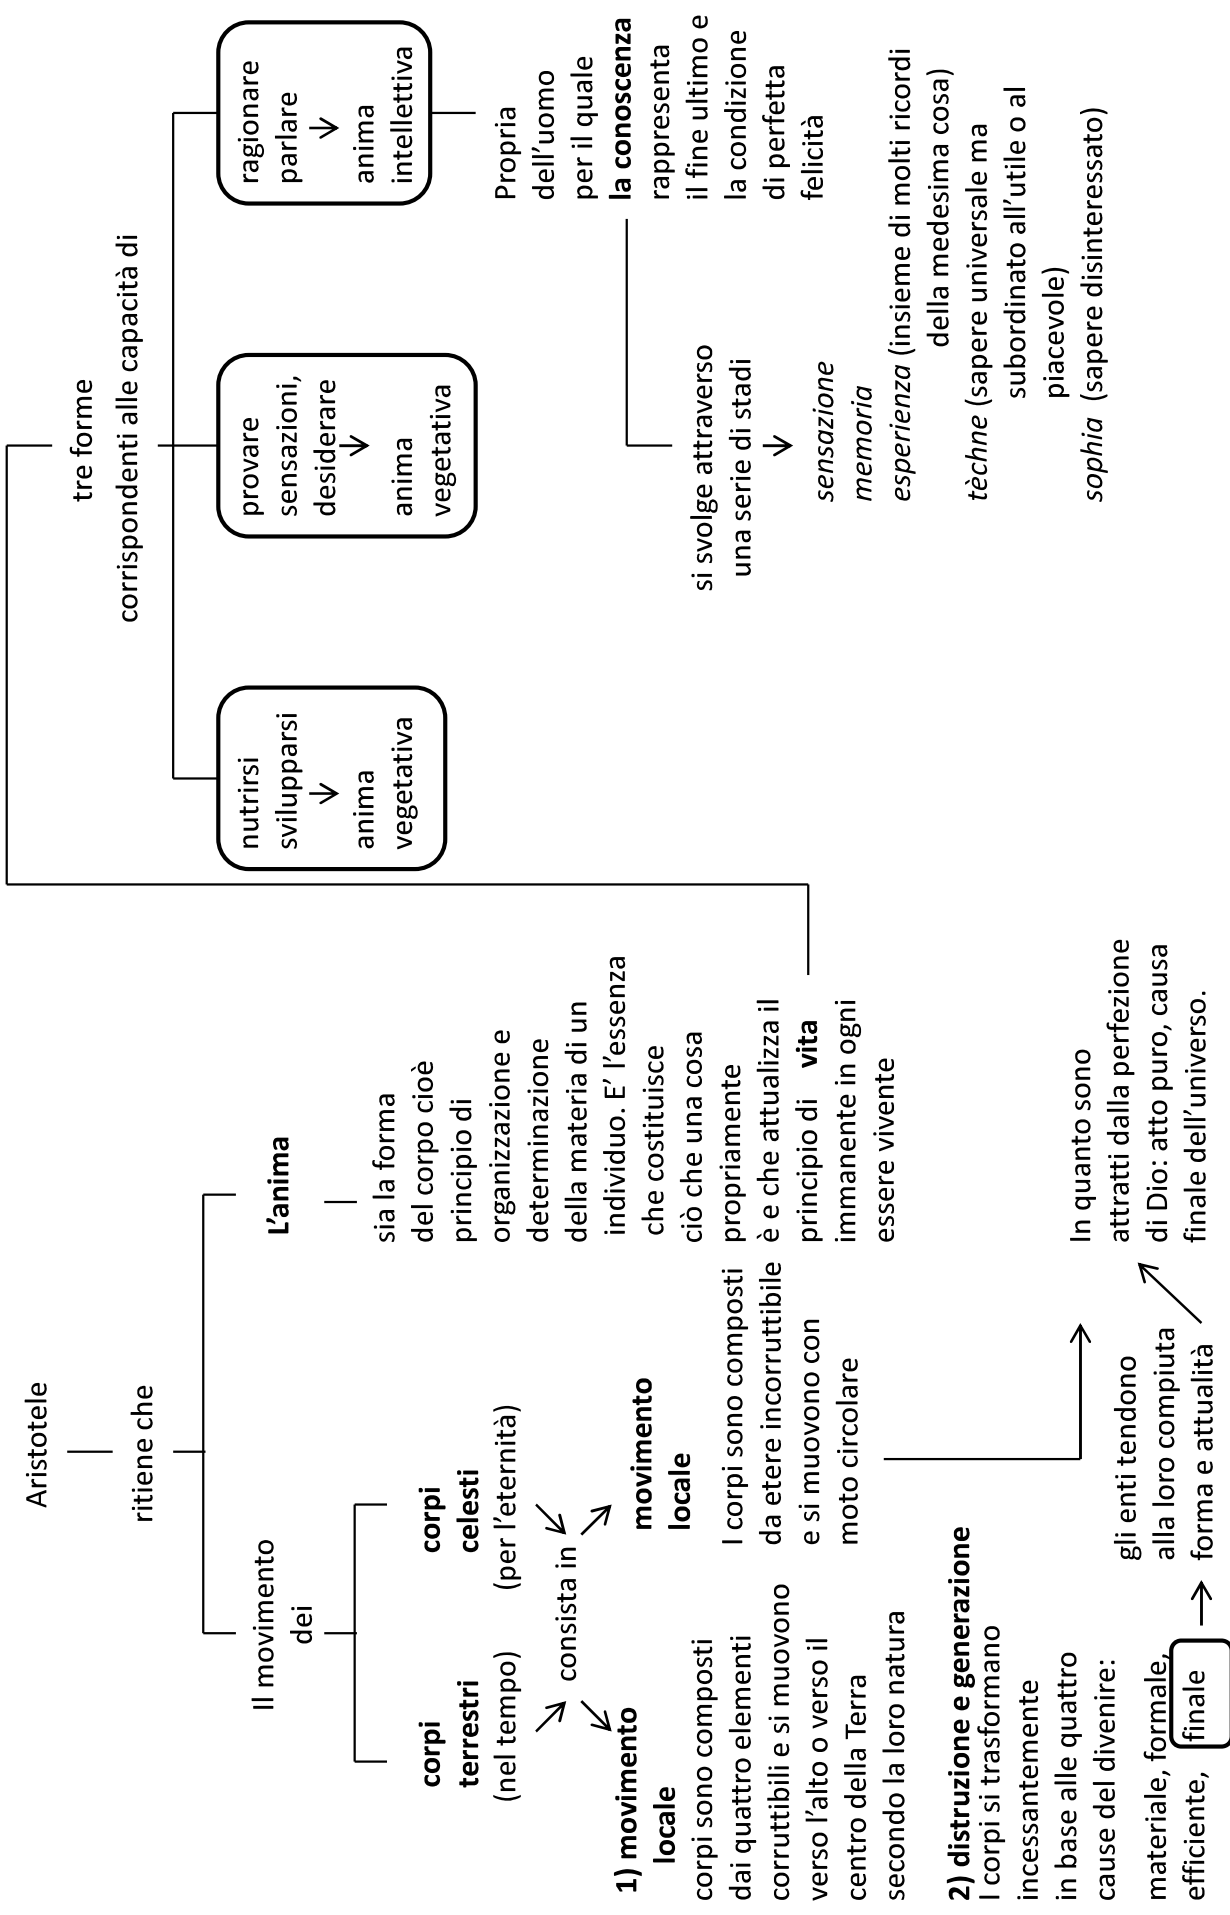 Aristotele
ritiene che
Il movimento
dei
corpi
terrestri
(nel tempo)
corpi
celesti
(per l'eternità)
consista in
1) movimento
locale
corpi sono composti
dai quattro elementi
corruttibili e si muovono
verso l'alto o verso il
centro della Terra
secondo la loro natura
2) distruzione e generazione
I corpi si trasformano
incessantemente
in base alle quattro
cause del divenire:
materiale, formale,
efficiente, finale
gli enti tendono
alla loro compiuta
forma e attualità
movimento
locale
I corpi sono composti
da etere incorruttibile
e si muovono con
moto circolare
In quanto sono
attratti dalla perfezione
di Dio: atto puro, causa
finale dell'universo.
L'anima
sia la forma
del corpo cioè
principio di
organizzazione e
determinazione
della materia di un
individuo. E' l'essenza
che costituisce
ciò che una cosa
propriamente
è e che attualizza il
principio di vita
immanente in ogni
essere vivente
tre forme
corrispondenti alle capacità di
nutrirsi
svilupparsi
anima
vegetativa
provare
sensazioni,
desiderare
anima
vegetativa
ragionare
parlare
anima
intellettiva
Propria
dell'uomo
per il quale
la conoscenza
rappresenta
il fine ultimo e
la condizione
di perfetta
felicità
si svolge attraverso
una serie di stadi
sensazione
memoria
esperienza (insieme di molti ricordi
della medesima cosa)
tèchne (sapere universale ma
subordinato all'utile o al
piacevole)
sophia (sapere disinteressato)